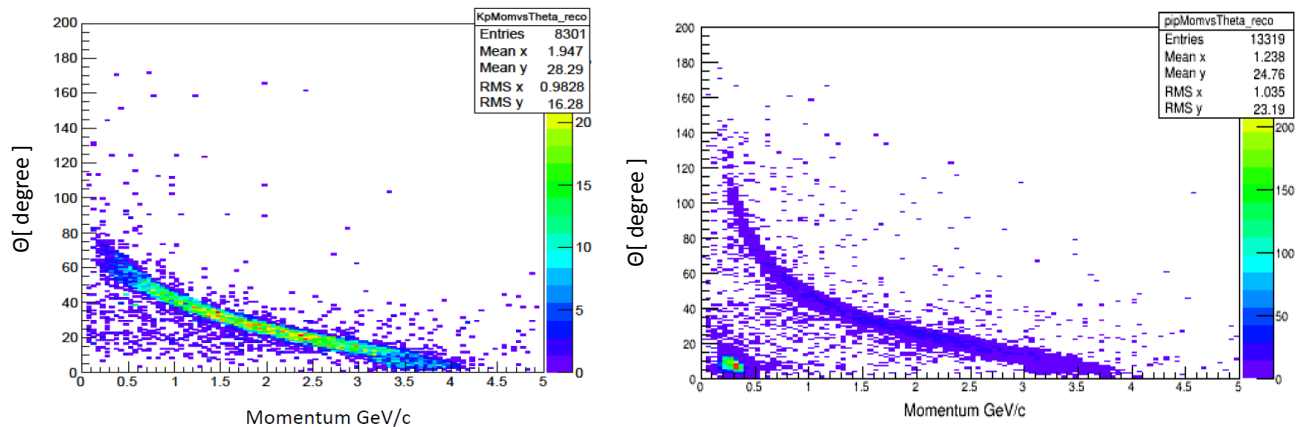 KpMomvsTheta_reco
Entries 8301
Mean x 1.947
Mean y 28.29
RMS x 0.9828
RMS y 16.28
200
180
160
140
120
100
80
60
40
20
0
0 0.5 1 1.5 2 2.5 3 3.5 4 4.5 5
20
15
10
5
0
Θ[ degree ]
Momentum GeV/c
pipMomvsTheta_reco
Entries 13319
Mean x 1.238
Mean y 24.76
RMS x 1.035
RMS y 23.19
200
180
160
140
120
100
80
60
40
20
0
0 0.5 1 1.5 2 2.5 3 3.5 4 4.5 5
200
150
100
50
0
Θ[ degree ]
Momentum GeV/c